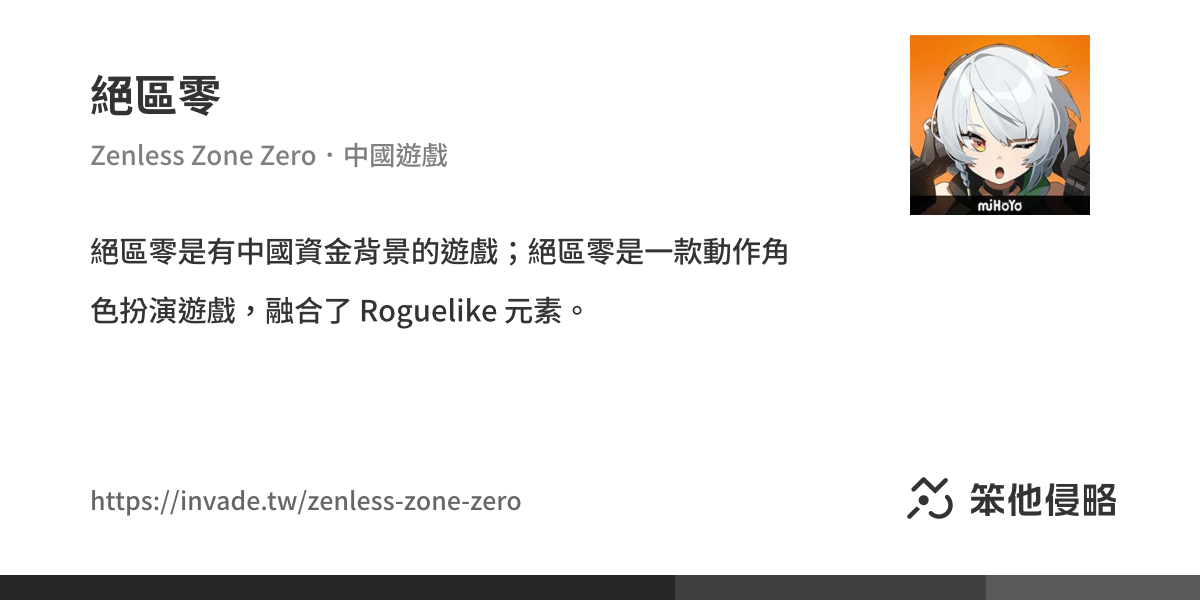 絕區零
Zenless Zone Zero・中國遊戲
miHoYo
絕區零是有中國資金背景的遊戲；絕區零是一款動作角
色扮演遊戲，融合了 Roguelike 元素。
https://invade.tw/zenless-zone-zero
笨他侵略